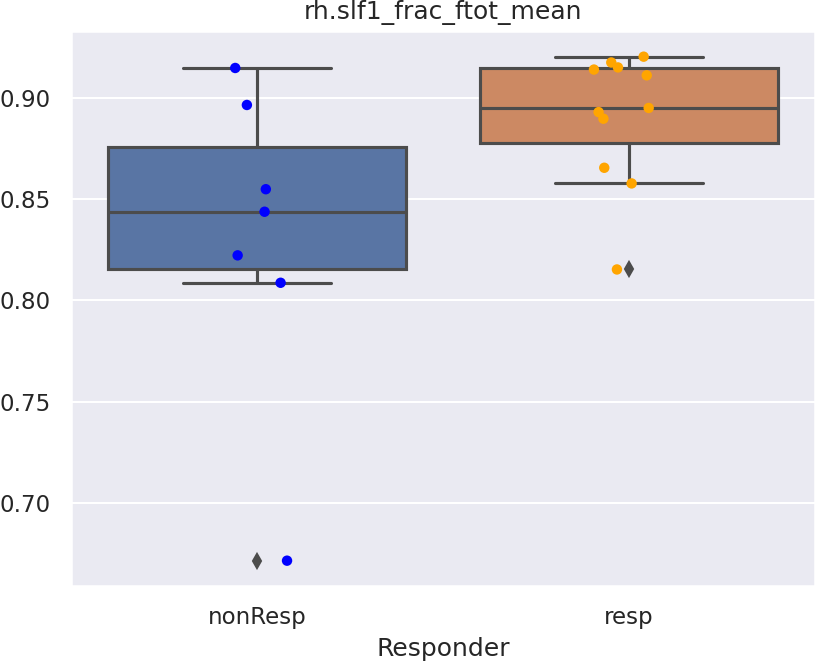 rh.slf1_frac_ftot_mean
0.90
0.85
0.80
0.75
0.70
nonResp
resp
Responder